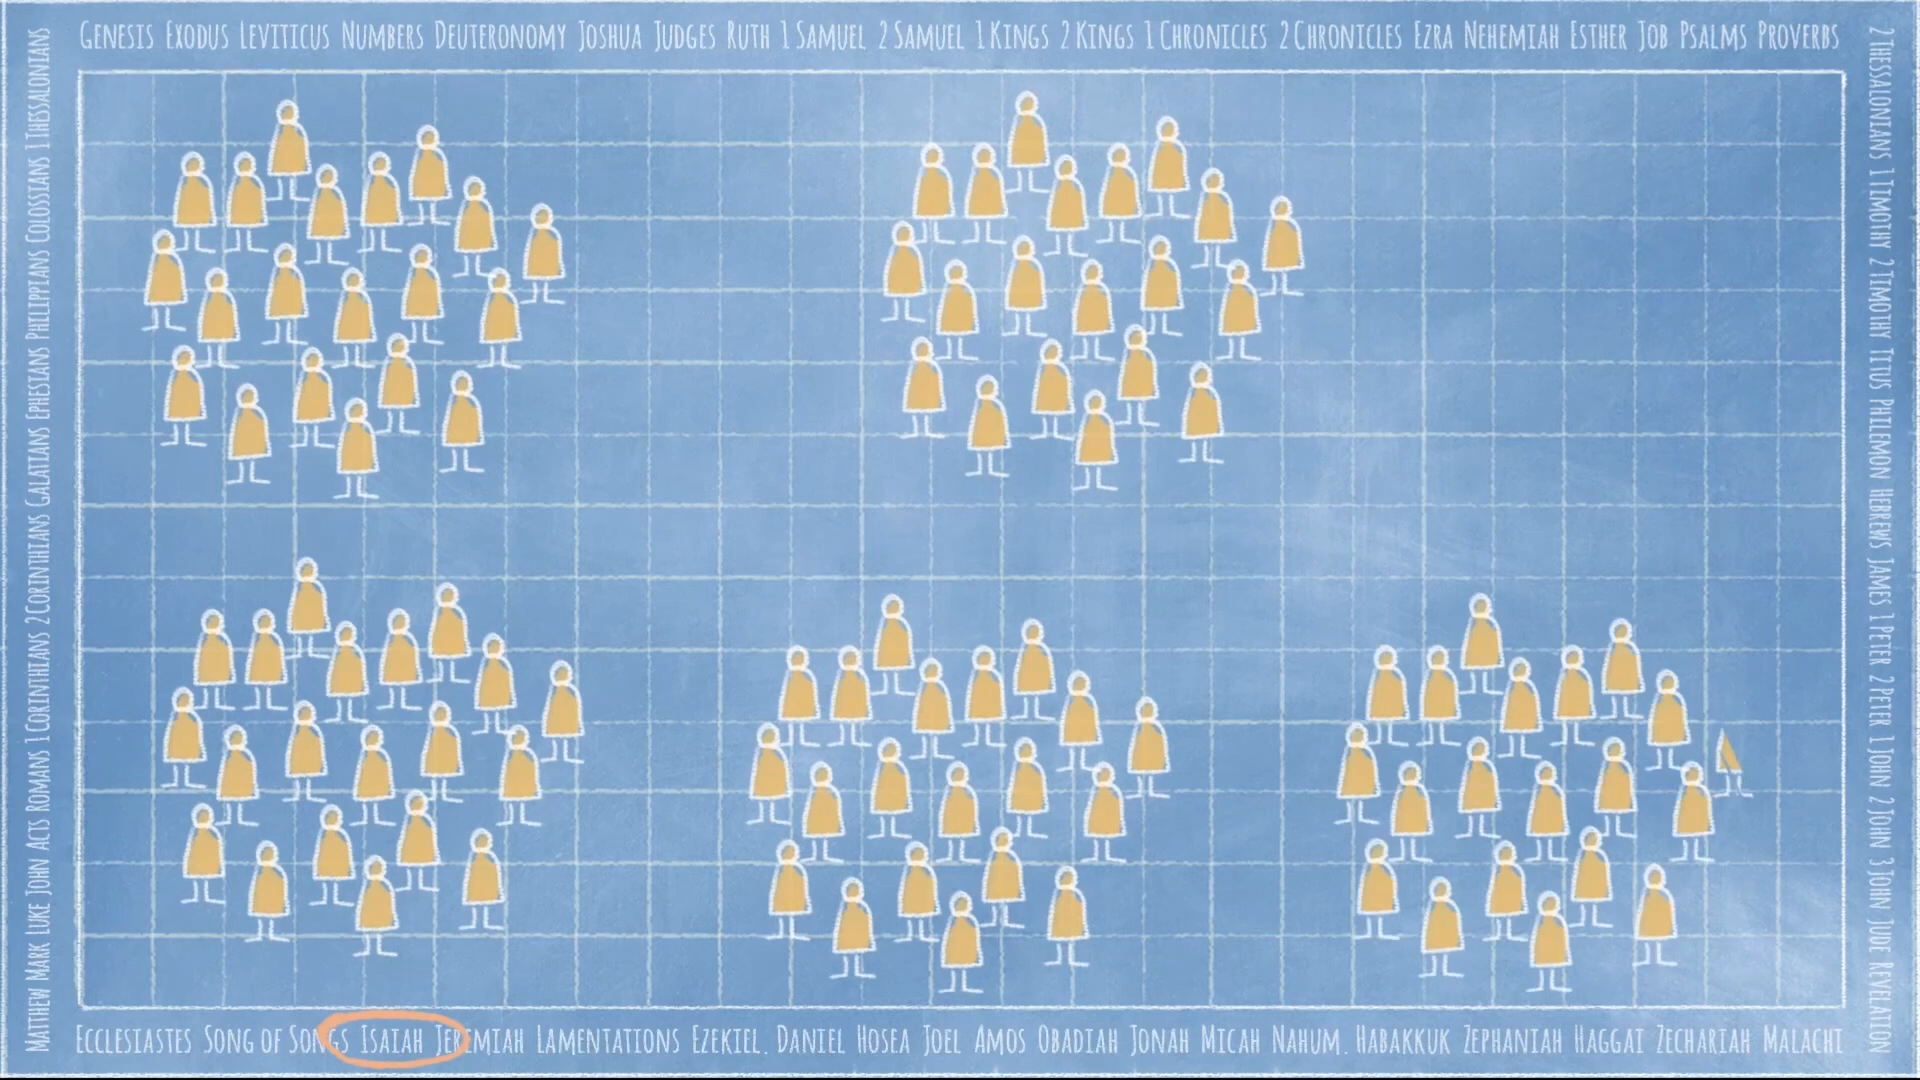 GENESIS EXODUS LEVITICUS NUMBERS DEUTERONOMY JOSHUA JUDGES RUTH 1 SAMUEL 2 SAMUEL 1 KINGS 2 KINGS 1 CHRONICLES 2 CHRONICLES EZRA NEHEMIAH ESTHER JOB PSALMS PROVERBS
ECCLESIASTES SONG OF SONGS ISAIAH JEREMIAH LAMENTATIONS EZEKIEL. DANIEL HOSEA JOEL AMOS OBADIAH JONAH MICAH NAHUM. HABAKKUK ZEPHANIAH HAGGAI ZECHARIAH MALACHI
MATTHEW MARK LUKE JOHN ACTS ROMANS 1 CORINTHIANS 2 CORINTHIANS GALATIANS EPHESIANS PHILIPPIANS COLOSSIANS 1 THESSALONIANS
2 THESSALONIANS 1 TIMOTHY 2 TIMOTHY TITUS PHILEMON HEBREWS JAMES 1 PETER 2 PETER 1 JOHN 2 JOHN 3 JOHN JUDE REVELATION